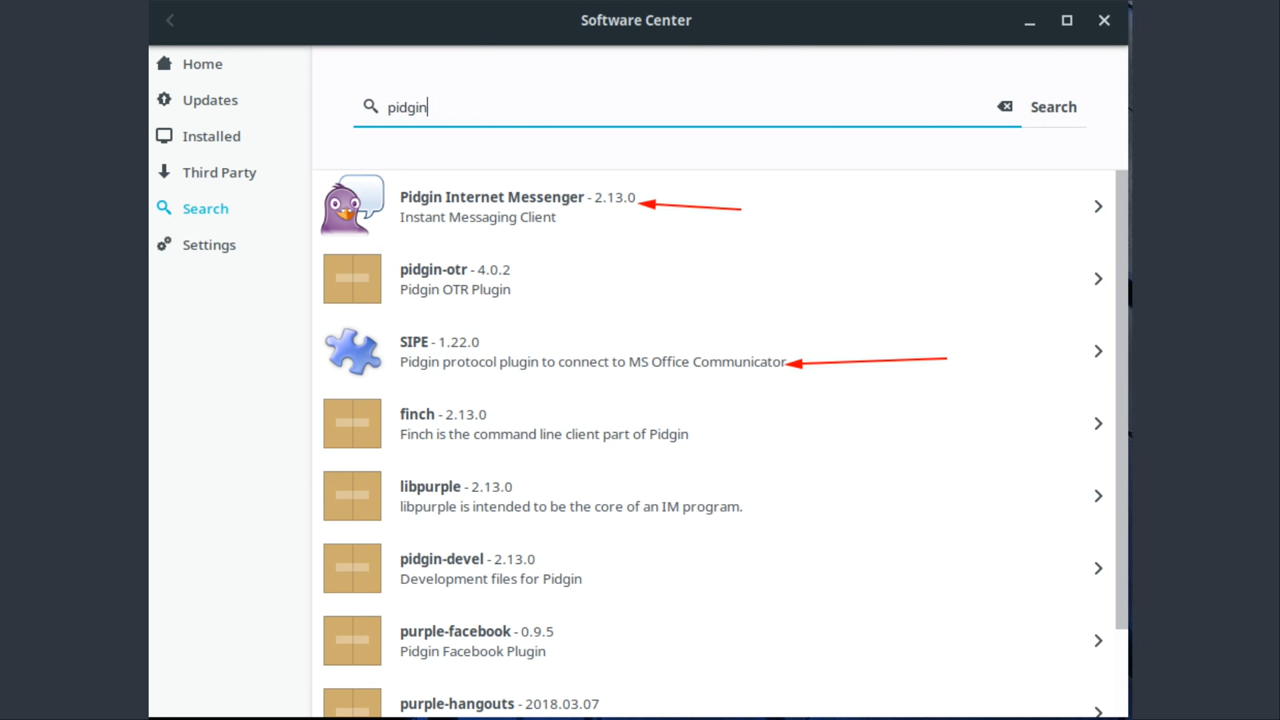 Software Center
Home
Updates
Installed
Third Party
Search
Settings
pidgin
Search
Pidgin Internet Messenger - 2.13.0
Instant Messaging Client
pidgin-otr - 4.0.2
Pidgin OTR Plugin
SIPE - 1.22.0
Pidgin protocol plugin to connect to MS Office Communicator
finch - 2.13.0
Finch is the command line client part of Pidgin
libpurple - 2.13.0
libpurple is intended to be the core of an IM program.
pidgin-devel - 2.13.0
Development files for Pidgin
purple-facebook - 0.9.5
Pidgin Facebook Plugin
purple-hangouts - 2018.03.07